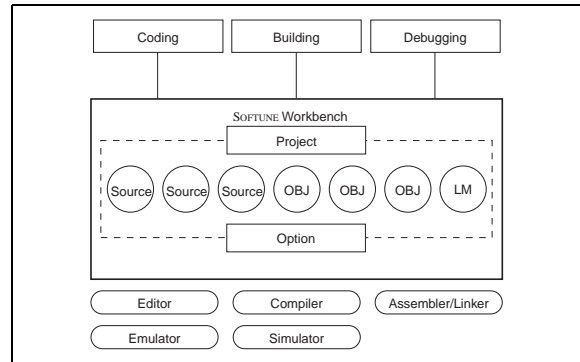 Coding Building Debugging
SOFTUNE Workbench
Project
Source Source Source OBJ OBJ OBJ LM
Option
Editor Compiler Assembler/Linker
Emulator Simulator